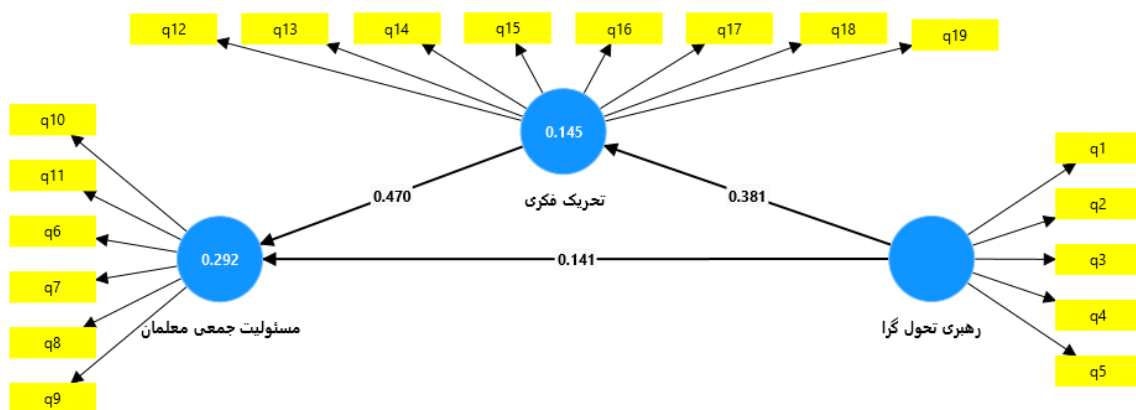 q12
q13
q14
q15
q16
q17
q18
q19
q10
q11
q6
q7
q8
q9
0.145
تحریک فکری
0.470
0.381
0.141
0.292
مسئولیت جمعی معلمان
رهبری تحول گرا
q1
q2
q3
q4
q5